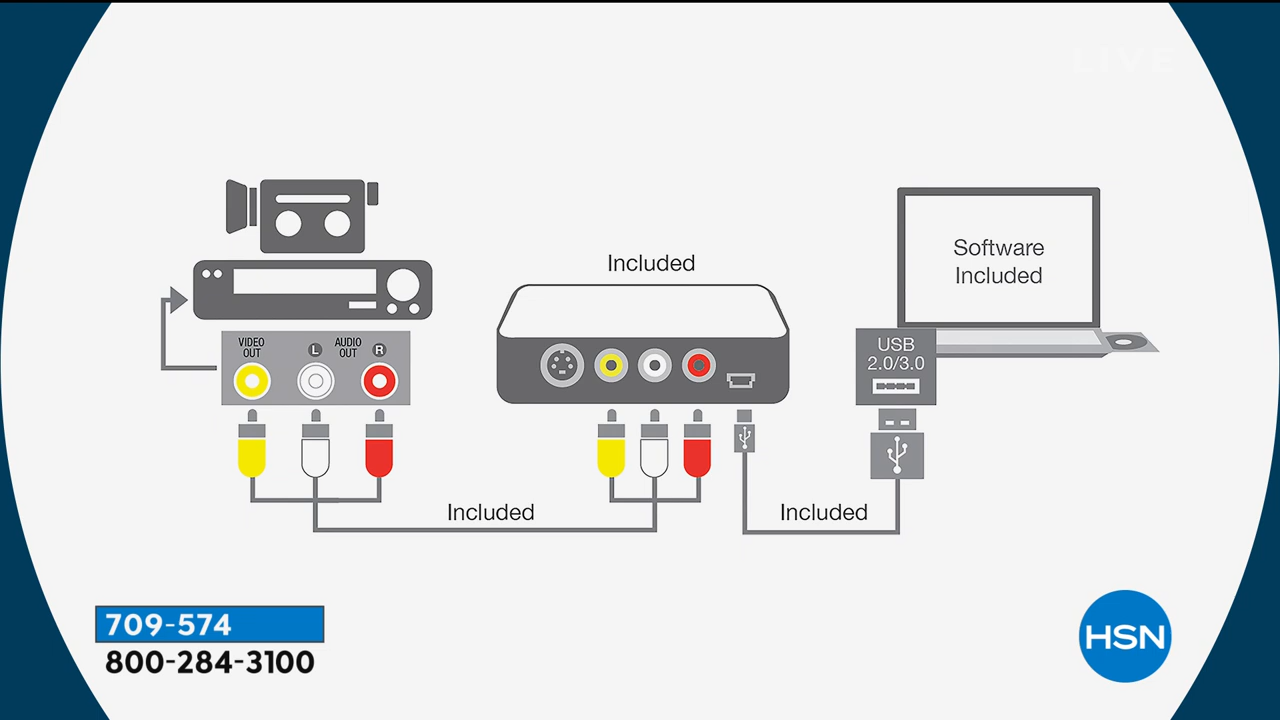 LIVE
Included
Software
Included
VIDEO
OUT
L
AUDIO
OUT
R
USB
2.0/3.0
Included
Included
709-574
800-284-3100
HSN